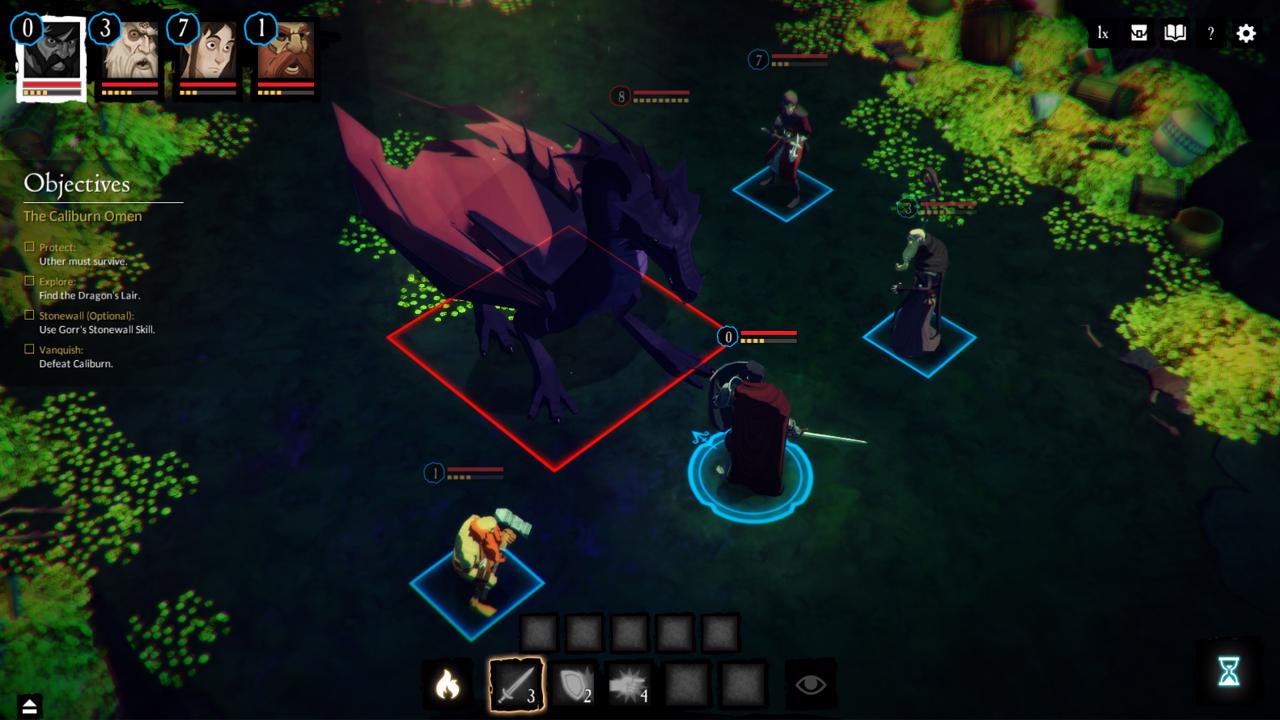 0 3 7 1
1x ?
7
8
Objectives
The Caliburn Omen
Protect:
Uther must survive.
Explore:
Find the Dragon's Lair.
Stonewall (Optional):
Use Gorr's Stonewall Skill.
Vanquish:
Defeat Caliburn.
3
0
1
3 2 4